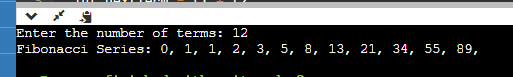 Enter the number of terms: 12
Fibonacci Series: 0, 1, 1, 2, 3, 5, 8, 13, 21, 34, 55, 89,